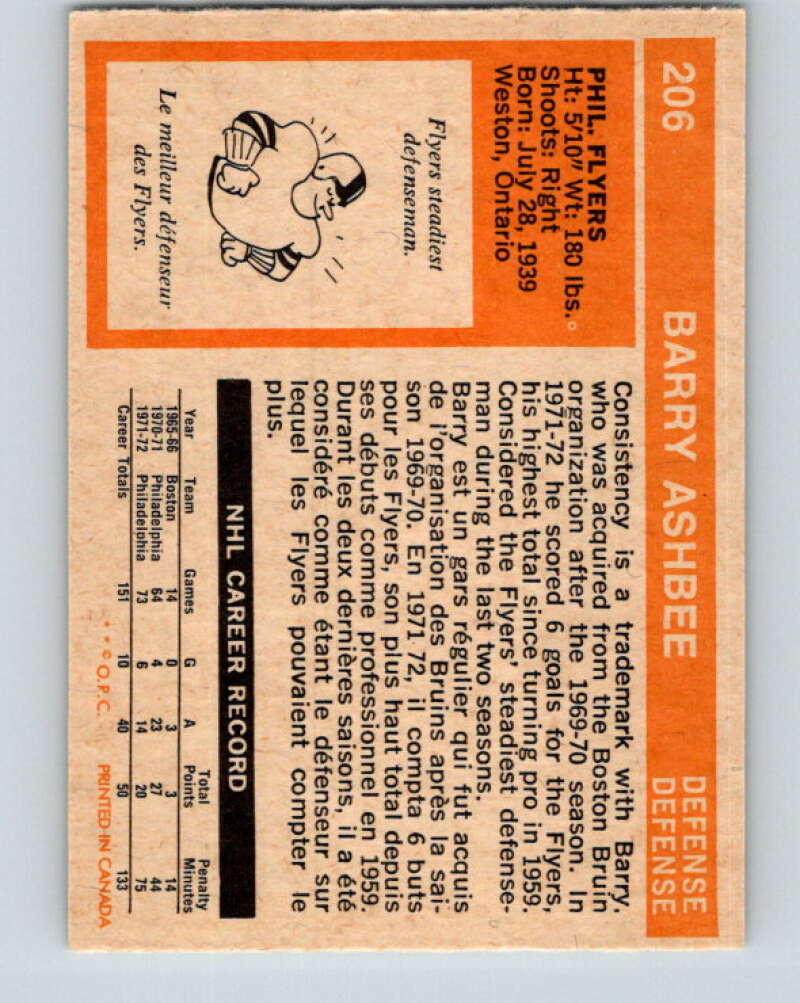 206 BARRY ASHBEE DEFENSE
DEFENSE
PHIL. FLYERS
Ht: 5'10" Wt: 180 lbs.
Shoots: Right
Born: July 28, 1939
Weston, Ontario
Flyers steadiest
defenseman.
Le meilleur défenseur
des Flyers.
Consistency is a trademark with Barry,
who was acquired from the Boston Bruin
organization after the 1969-70 season. In
1971-72 he scored 6 goals for the Flyers,
his highest total since turning pro in 1959.
Considered the Flyers' steadiest defense-
man during the last two seasons.
Barry est un gars régulier qui fut acquis
de l'organisation des Bruins après la sai-
son 1969-70. En 1971 72, il compta 6 buts
pour les Flyers, son plus haut total depuis
ses débuts comme professionnel en 1959.
Durant les deux dernières saisons, il a été
considéré comme étant le défenseur sur
lequel les Flyers pouvaient compter le
plus.
NHL CAREER RECORD
Year Team Games G A Total Points Penalty Minutes
1965-66 Boston 14 0 3 3 14
1970-71 Philadelphia 64 4 23 27 44
1971-72 Philadelphia 73 6 14 20 75
Career Totals 151 10 40 50 133
* * © O.P.C. PRINTED IN CANADA